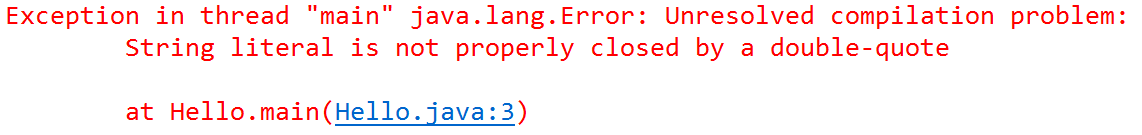 Exception in thread "main" java.lang.Error: Unresolved compilation problem:
String literal is not properly closed by a double-quote
at Hello.main(Hello.java:3)